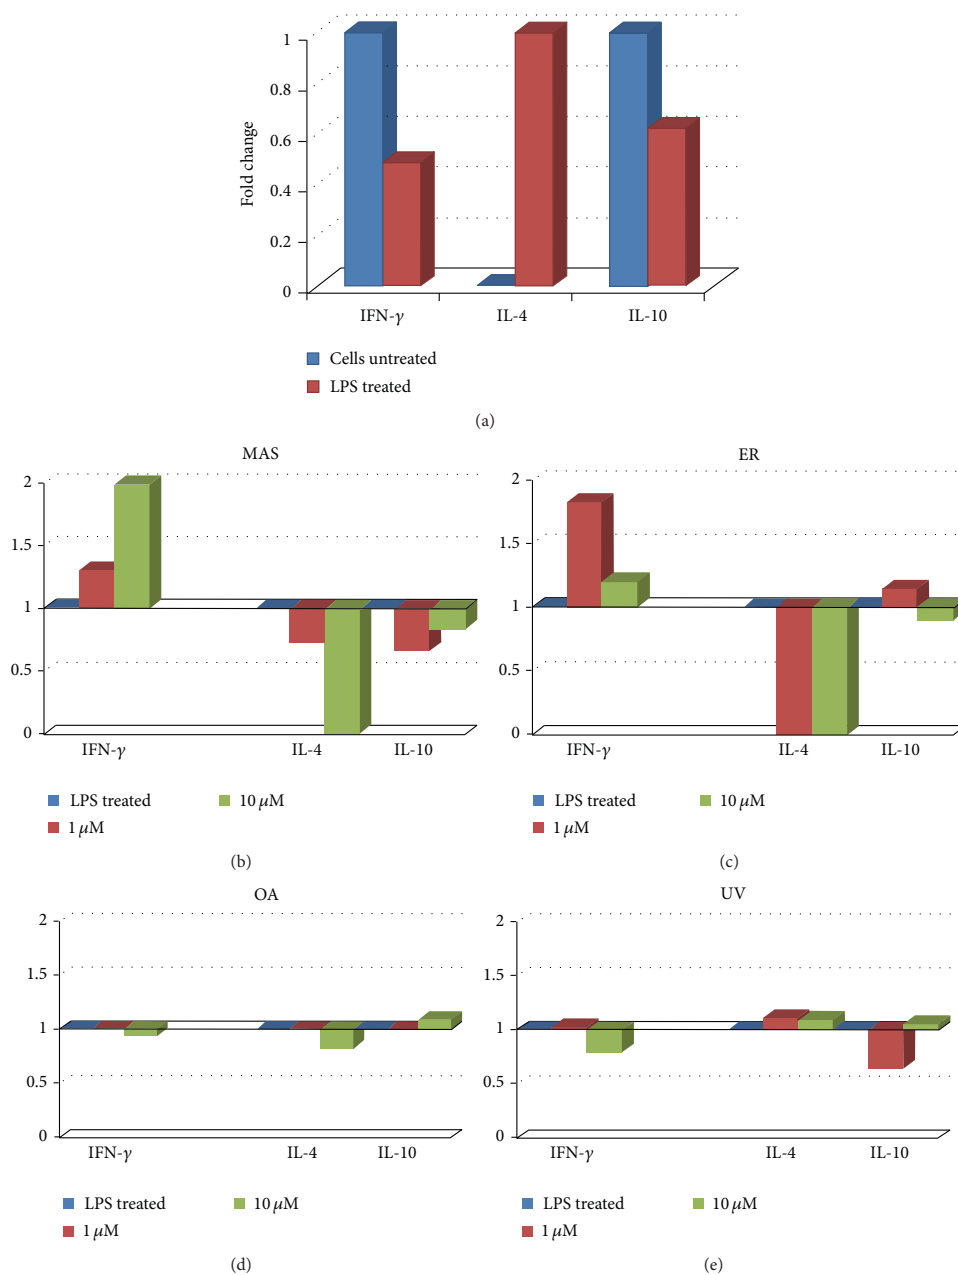 1
0.8
0.6
0.4
0.2
0
Fold change
IFN-γ IL-4 IL-10
Cells untreated
LPS treated
(a)
MAS
2
1.5
1
0.5
0
IFN-γ IL-4 IL-10
LPS treated 10 μM
1 μM
(b)
ER
2
1.5
1
0.5
0
IFN-γ IL-4 IL-10
LPS treated 10 μM
1 μM
(c)
OA
2
1.5
1
0.5
0
IFN-γ IL-4 IL-10
LPS treated 10 μM
1 μM
(d)
UV
2
1.5
1
0.5
0
IFN-γ IL-4 IL-10
LPS treated 10 μM
1 μM
(e)